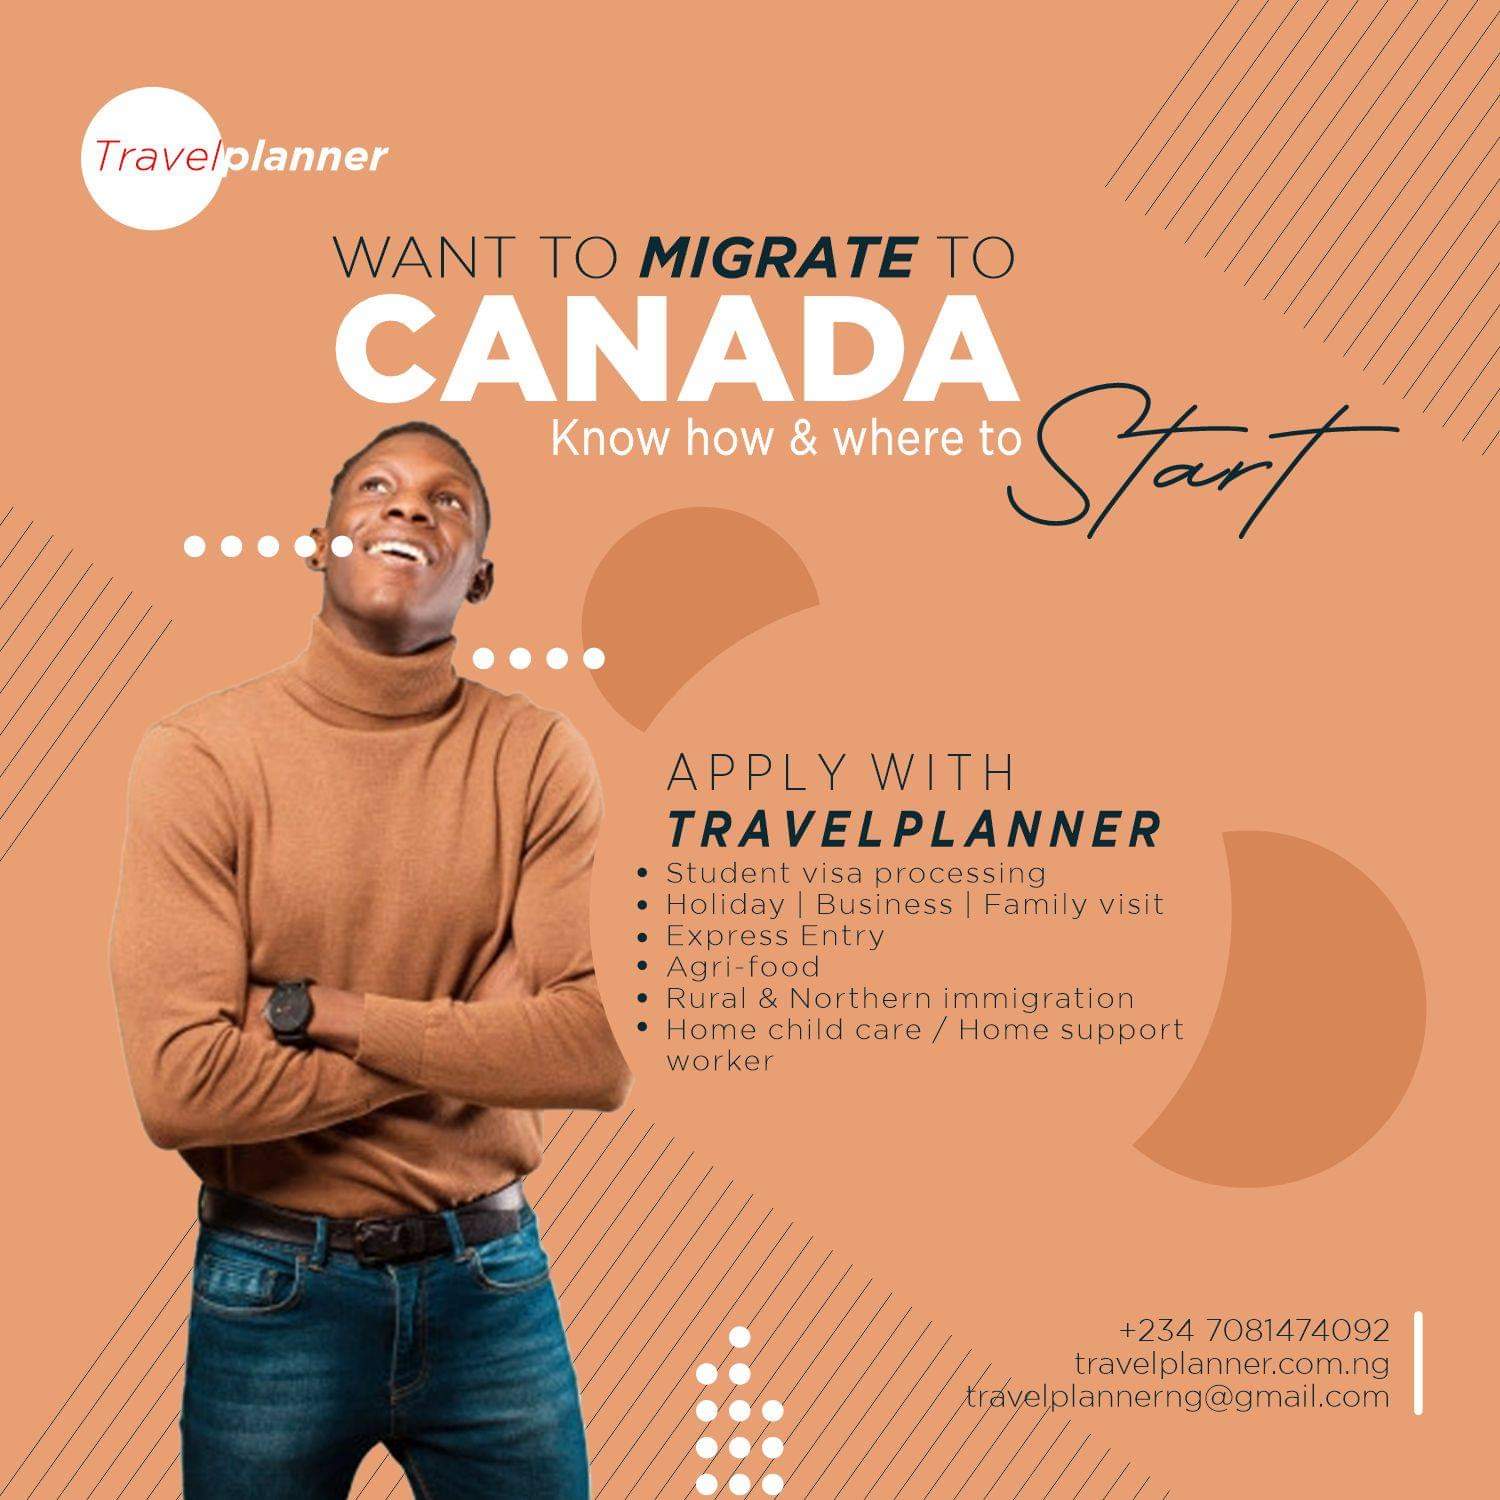 Travelplanner
WANT TO MIGRATE TO
CANADA
Know how & where to Start
APPLY WITH
TRAVELPLANNER
• Student visa processing
• Holiday | Business | Family visit
• Express Entry
• Agri-food
• Rural & Northern immigration
• Home child care / Home support
worker
+234 7081474092
travelplanner.com.ng
travelplannerng@gmail.com